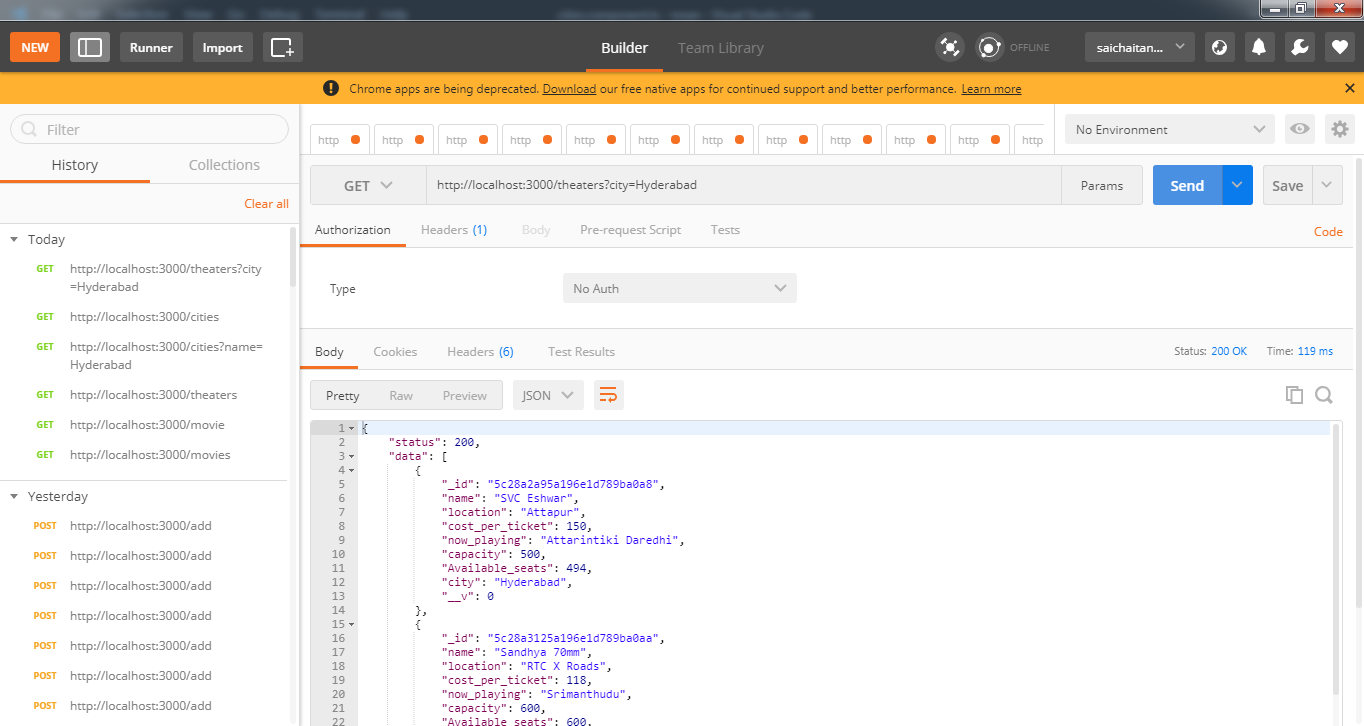 NEW
Runner
Import
Builder
Team Library
OFFLINE
saichaitan...
Chrome apps are being deprecated. Download our free native apps for continued support and better performance. Learn more
Filter
History
Collections
Clear all
Today
GET http://localhost:3000/theaters?city
=Hyderabad
GET http://localhost:3000/cities
GET http://localhost:3000/cities?name=
Hyderabad
GET http://localhost:3000/theaters
GET http://localhost:3000/movie
GET http://localhost:3000/movies
Yesterday
POST http://localhost:3000/add
POST http://localhost:3000/add
POST http://localhost:3000/add
POST http://localhost:3000/add
POST http://localhost:3000/add
POST http://localhost:3000/add
POST http://localhost:3000/add
http http http http http http http http http http http http
No Environment
GET http://localhost:3000/theaters?city=Hyderabad Params Send Save
Authorization Headers (1) Body Pre-request Script Tests Code
Type No Auth
Body Cookies Headers (6) Test Results Status: 200 OK Time: 119 ms
Pretty Raw Preview JSON
1 {
2 "status": 200,
3 "data": [
4 {
5 "_id": "5c28a2a95a196e1d789ba0a8",
6 "name": "SVC Eshwar",
7 "location": "Attapur",
8 "cost_per_ticket": 150,
9 "now_playing": "Attarintiki Daredhi",
10 "capacity": 500,
11 "Available_seats": 494,
12 "city": "Hyderabad",
13 "__v": 0
14 },
15 {
16 "_id": "5c28a3125a196e1d789ba0aa",
17 "name": "Sandhya 70mm",
18 "location": "RTC X Roads",
19 "cost_per_ticket": 118,
20 "now_playing": "Srimanthudu",
21 "capacity": 600,
22 "Available_seats": 600,